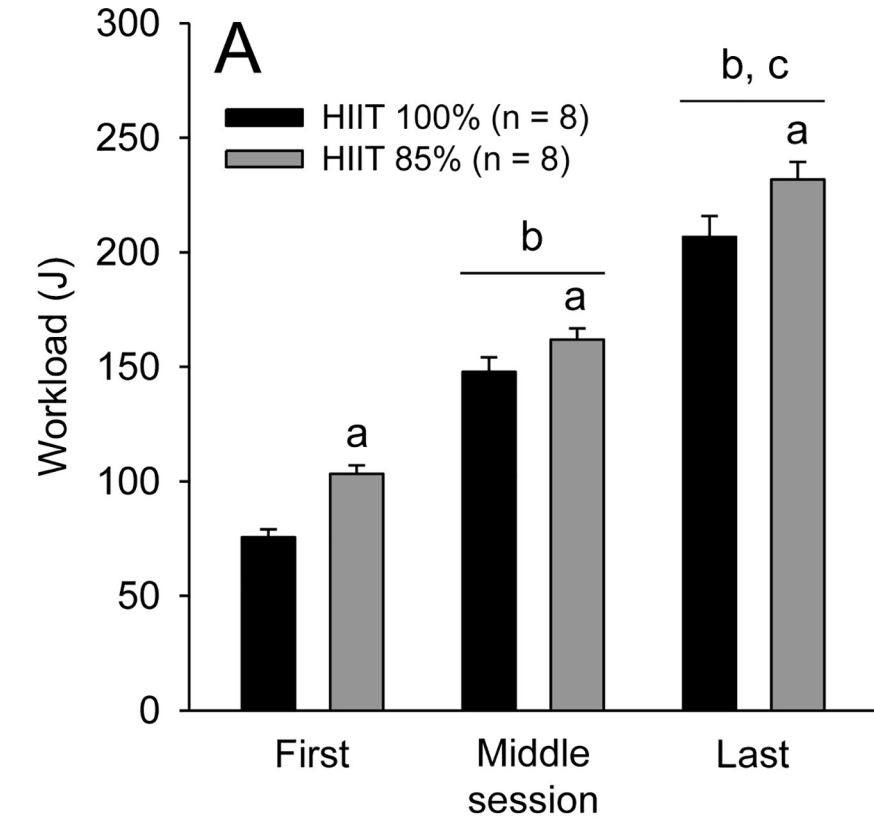 300
A
b, c
HIIT 100% (n = 8)
250
a
HIIT 85% (n = 8)
200
b
a
Workload (J)
150
a
100
50
0
First
Middle
Last
session